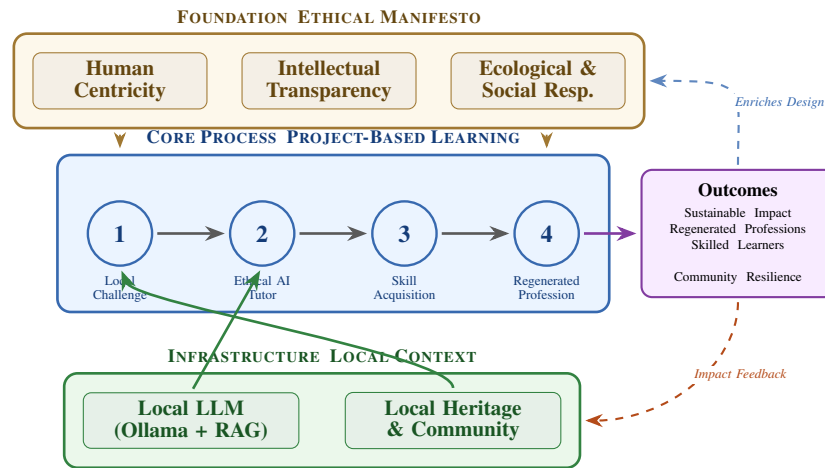 FOUNDATION ETHICAL MANIFESTO
Human
Centricity
Intellectual
Transparency
Ecological &
Social Resp.
Enriches Design
CORE PROCESS PROJECT-BASED LEARNING
1
2
3
4
Local
Challenge
Ethical AI
Tutor
Skill
Acquisition
Regenerated
Profession
Outcomes
Sustainable Impact
Regenerated Professions
Skilled Learners
Community Resilience
INFRASTRUCTURE LOCAL CONTEXT
Impact Feedback
Local LLM
(Ollama + RAG)
Local Heritage
& Community